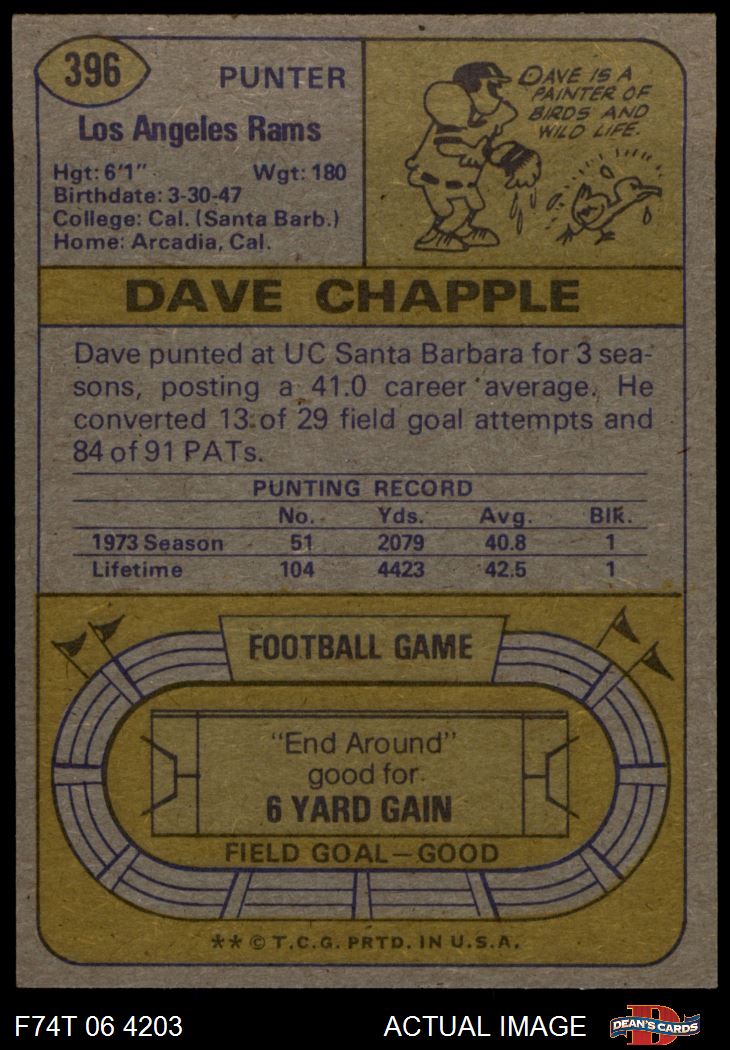 396
PUNTER
Los Angeles Rams
Hgt: 6'1" Wgt: 180
Birthdate: 3-30-47
College: Cal. (Santa Barb.)
Home: Arcadia, Cal.
DAVE IS A
PAINTER OF
BIRDS AND
WILD LIFE.
DAVE CHAPPLE
Dave punted at UC Santa Barbara for 3 sea-
sons, posting a 41.0 career average. He
converted 13 of 29 field goal attempts and
84 of 91 PATs.
PUNTING RECORD
No. Yds. Avg. Blk.
1973 Season 51 2079 40.8 1
Lifetime 104 4423 42.5 1
FOOTBALL GAME
"End Around"
good for
6 YARD GAIN
FIELD GOAL—GOOD
** © T.C.G. PRTD. IN U.S.A.
F74T 06 4203 ACTUAL IMAGE
D
DEAN'S CARDS